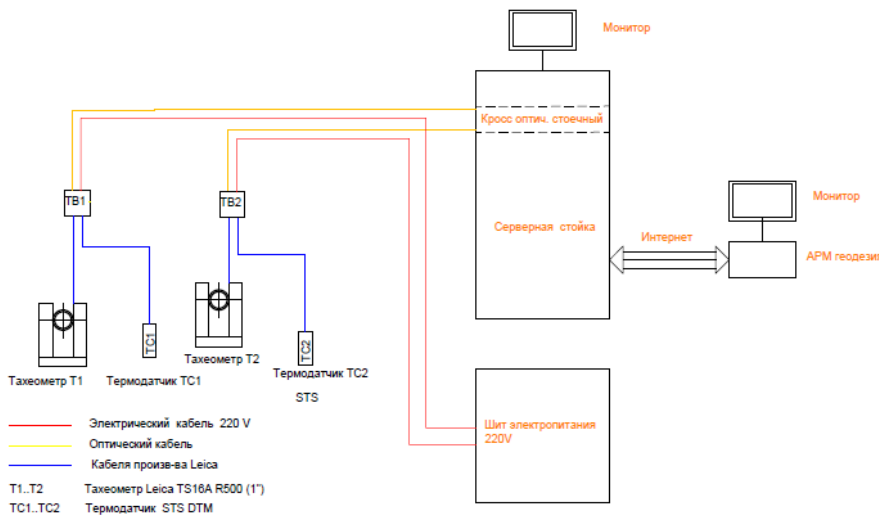 Монитор
Кросс оптич. стоечный
ТВ1
ТВ2
Монитор
Серверная стойка
Интернет
АРМ геодезии
ТС1
ТС2
Тахеометр Т2
Тахеометр Т1
Термодатчик ТС1
Термодатчик ТС2
STS
Электрический кабель 220 V
Щит электропитания
220V
Оптический кабель
Кабеля произв-ва Leica
Т1..Т2 Тахеометр Leica TS16A R500 (1")
ТС1..ТС2 Термодатчик STS DTM